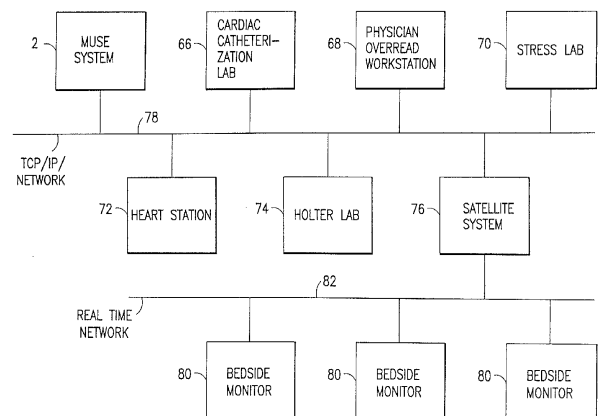 2
MUSE
SYSTEM
66
CARDIAC
CATHETERI-
ZATION
LAB
68
PHYSICIAN
OVERREAD
WORKSTATION
70
STRESS LAB
78
TCP/IP/
NETWORK
72
HEART STATION
74
HOLTER LAB
76
SATELLITE
SYSTEM
82
REAL TIME
NETWORK
80
BEDSIDE
MONITOR
80
BEDSIDE
MONITOR
80
BEDSIDE
MONITOR